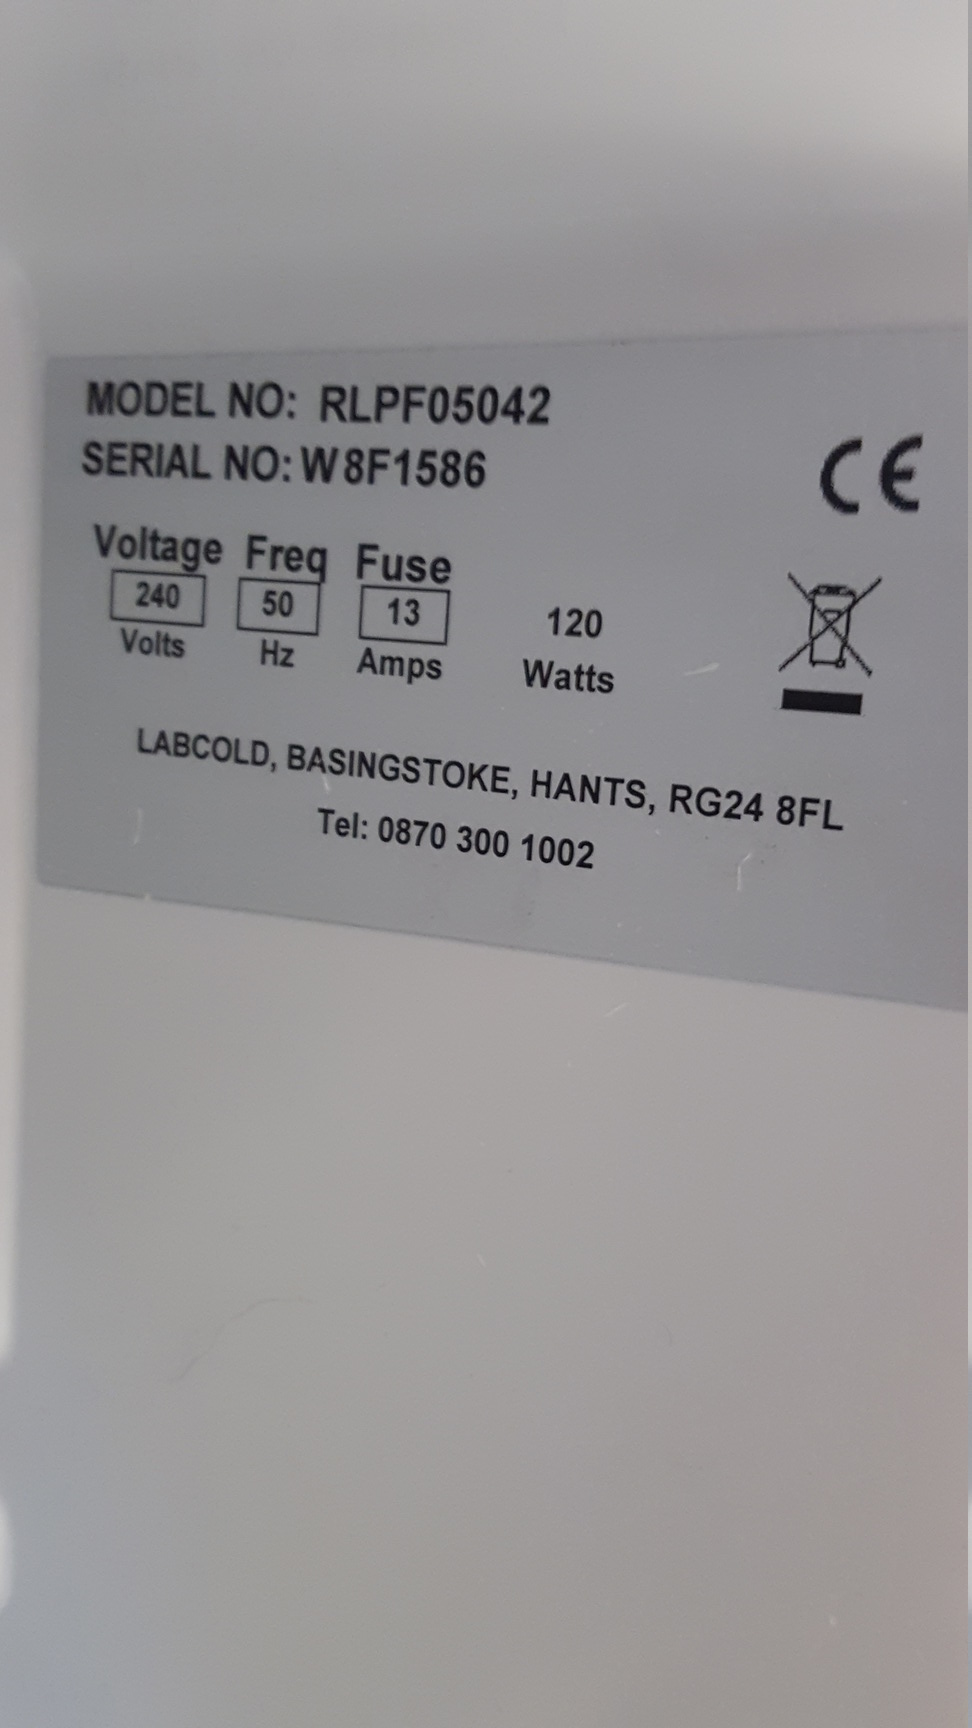 MODEL NO: RLPF05042
SERIAL NO: W8F1586
CE
Voltage Freq Fuse
240 50 13 120
Volts Hz Amps Watts
LABCOLD, BASINGSTOKE, HANTS, RG24 8FL
Tel: 0870 300 1002